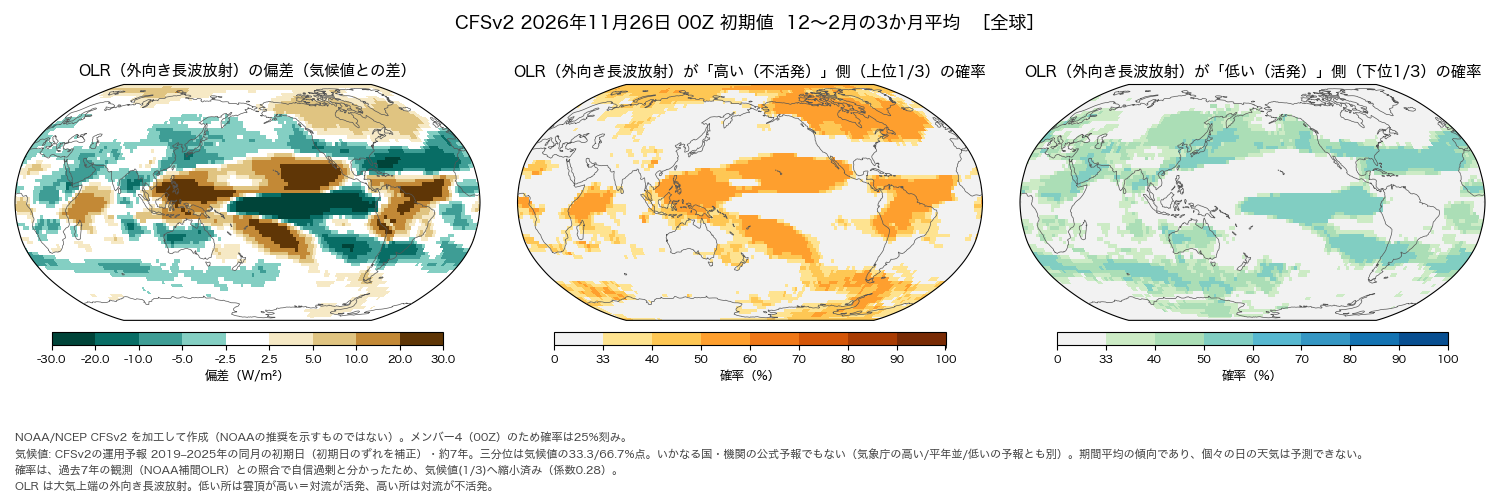 CFSv2 2026年11月26日 00Z 初期値  12〜2月の3か月平均  ［全球］
OLR（外向き長波放射）の偏差（気候値との差）
OLR（外向き長波放射）が「高い（不活発）」側（上位1/3）の確率
OLR（外向き長波放射）が「低い（活発）」側（下位1/3）の確率
-30.0 -20.0 -10.0 -5.0 -2.5 2.5 5.0 10.0 20.0 30.0
偏差（W/m²）
0 33 40 50 60 70 80 90 100
確率（%）
0 33 40 50 60 70 80 90 100
確率（%）
NOAA/NCEP CFSv2 を加工して作成（NOAAの推奨を示すものではない）。メンバー4（00Z）のため確率は25%刻み。
気候値: CFSv2の運用予報 2019–2025年の同月の初期日（初期日のずれを補正）・約7年。三分位は気候値の33.3/66.7%点。いかなる国・機関の公式予報でもない（気象庁の高い/平年並/低いの予報とも別）。期間平均の傾向であり、個々の日の天気は予測できない。
確率は、過去7年の観測（NOAA補間OLR）との照合で自信過剰と分かったため、気候値(1/3)へ縮小済み（係数0.28）。
OLR は大気上端の外向き長波放射。低い所は雲頂が高い＝対流が活発、高い所は対流が不活発。